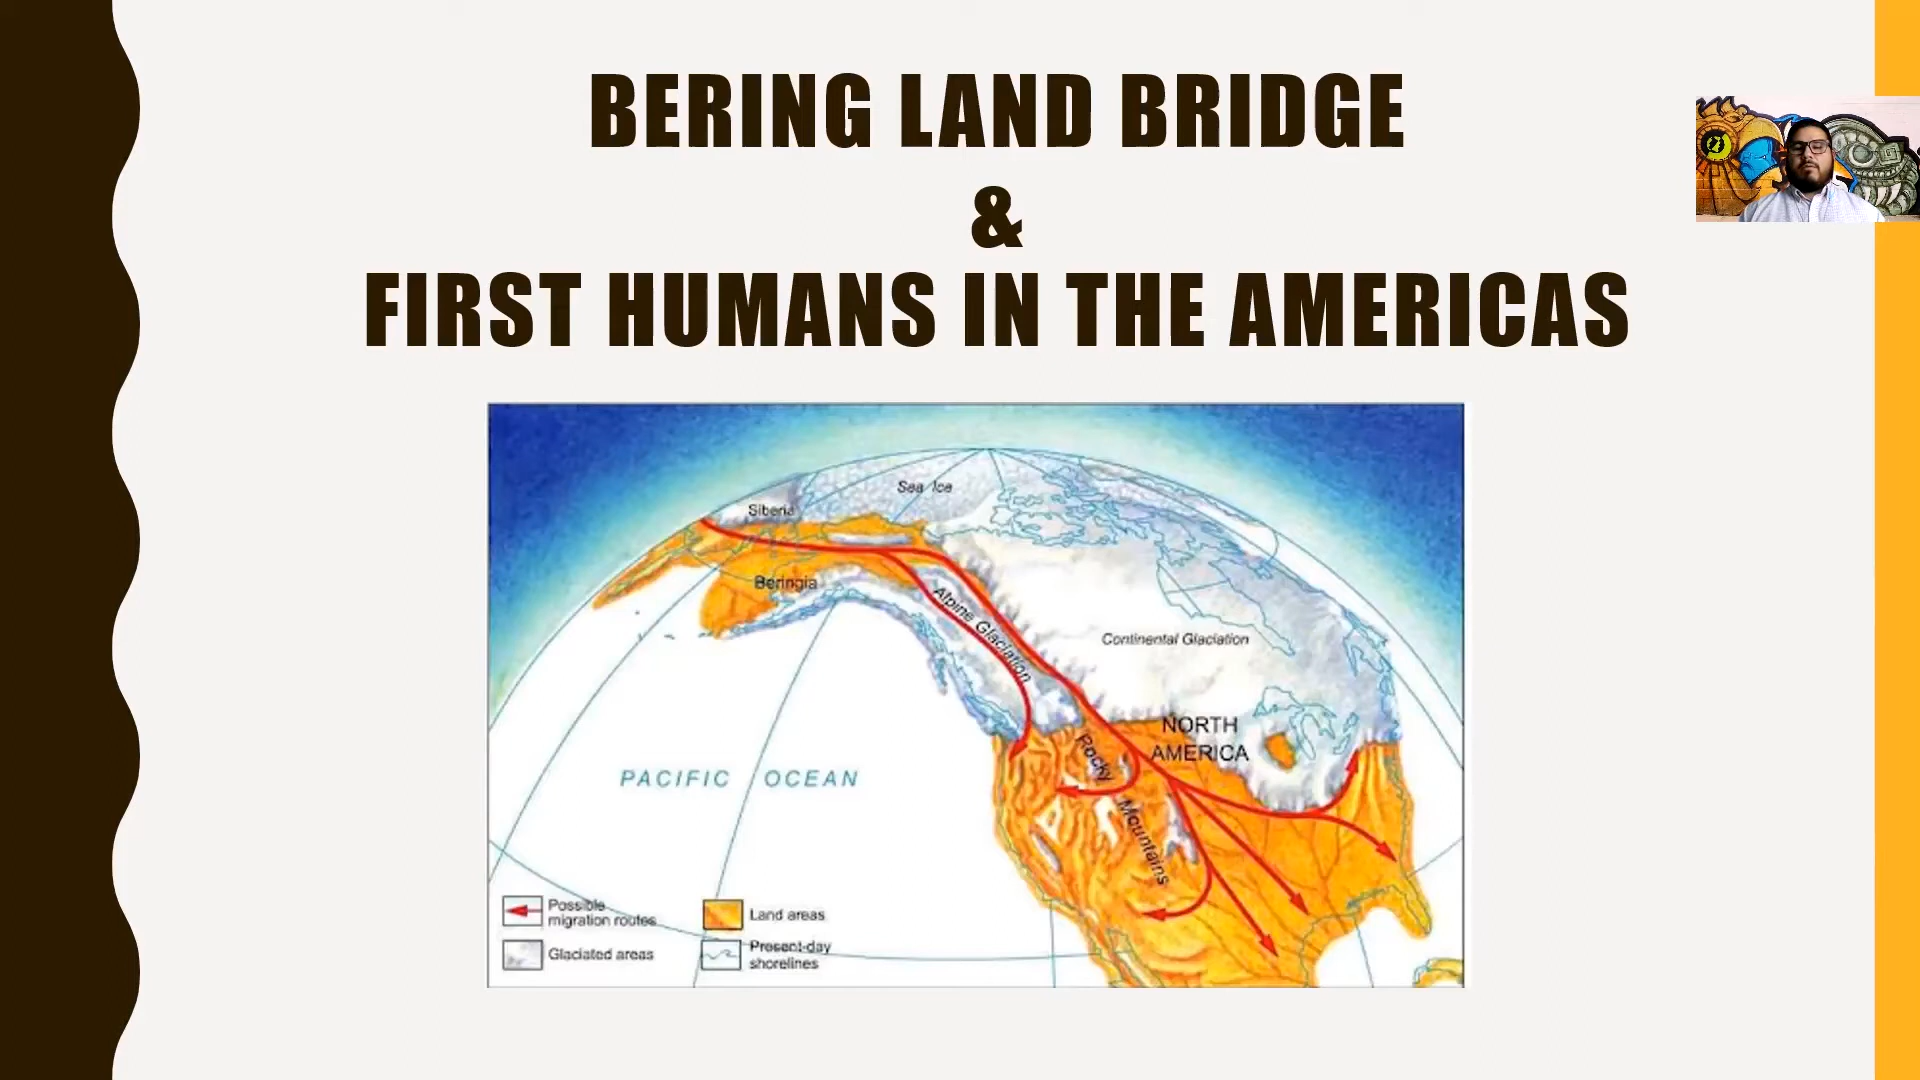 BERING LAND BRIDGE
&
FIRST HUMANS IN THE AMERICAS
Sea Ice
Siberia
Beringia
Alpine Glaciation
Continental Glaciation
NORTH
AMERICA
Rocky
Mountains
PACIFIC OCEAN
Possible
migration routes
Land areas
Glaciated areas
Present-day
shorelines